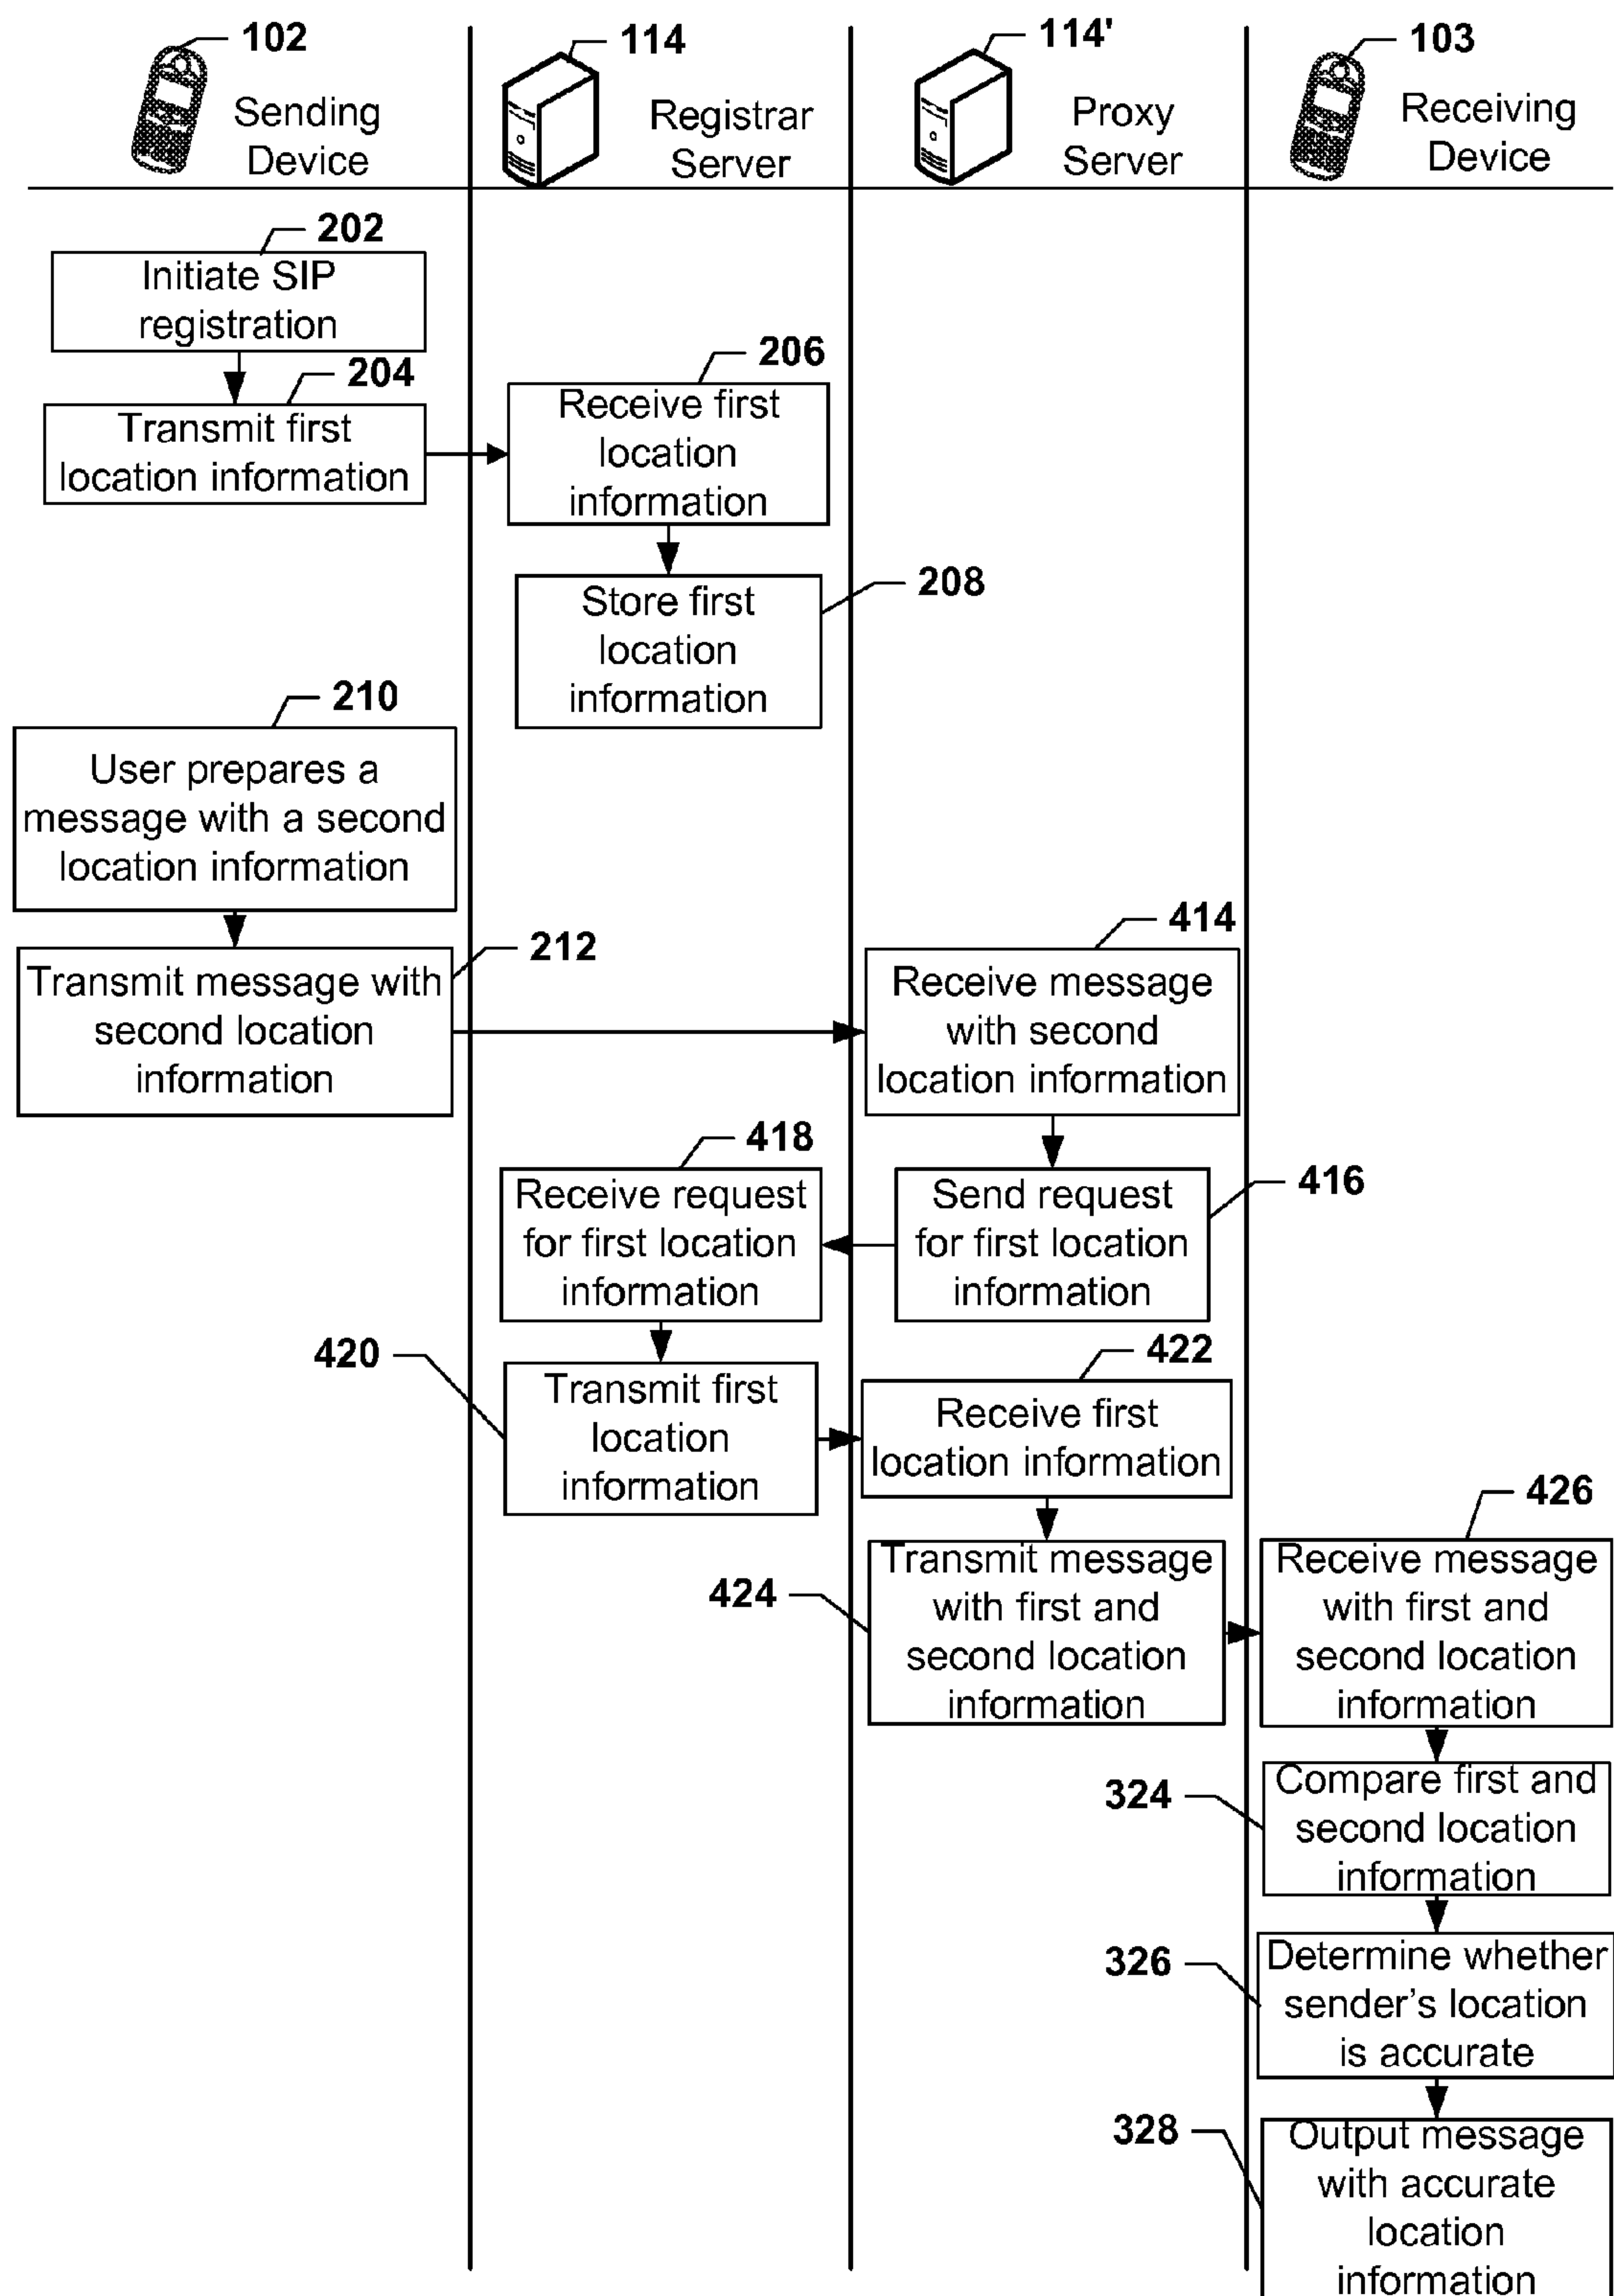 102
Sending
Device
114
Registrar
Server
114'
Proxy
Server
103
Receiving
Device
202
Initiate SIP
registration
204
Transmit first
location information
206
Receive first
location
information
208
Store first
location
information
210
User prepares a
message with a second
location information
212
Transmit message with
second location
information
414
Receive message
with second
location information
416
Send request
for first location
information
418
Receive request
for first location
information
420
Transmit first
location
information
422
Receive first
location information
424
Transmit message
with first and
second location
information
426
Receive message
with first and
second location
information
324
Compare first and
second location
information
326
Determine whether
sender's location
is accurate
328
Output message
with accurate
location
information